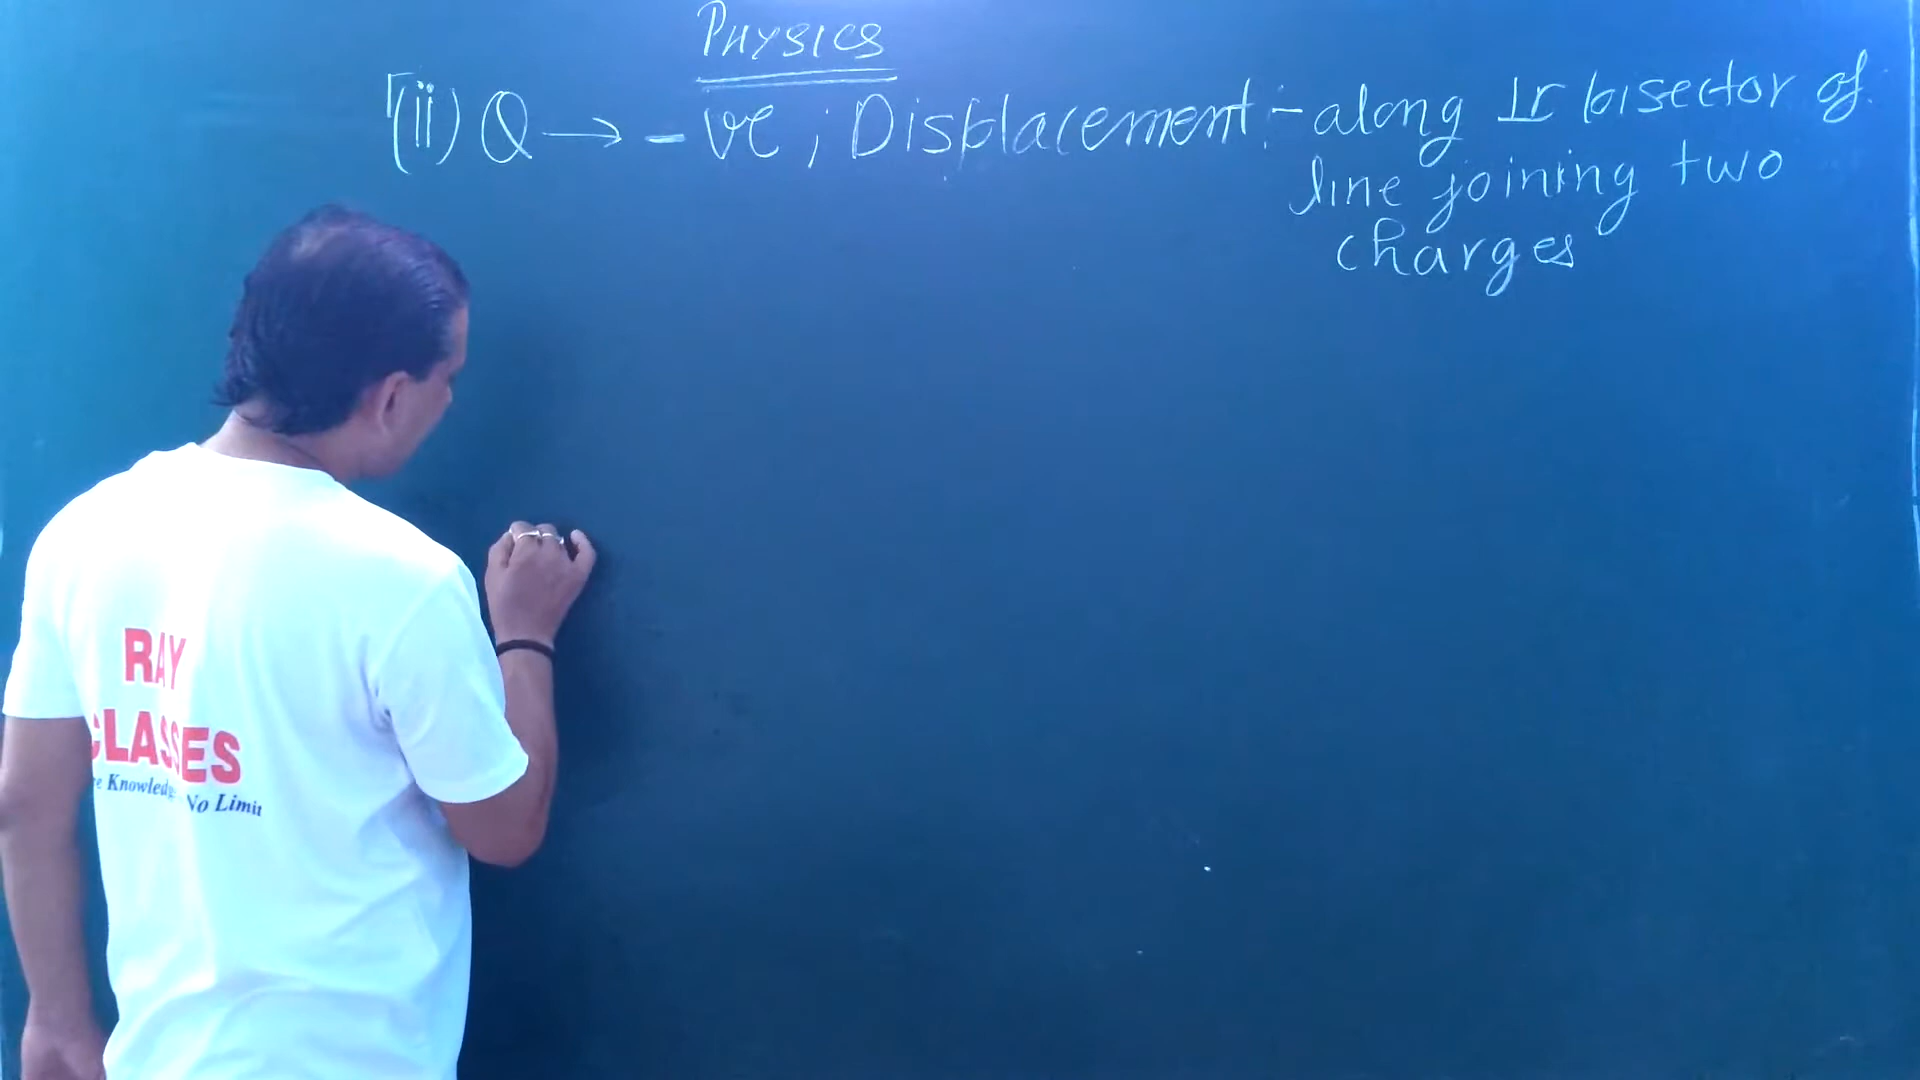 PHYSICS
(ii) Q → -ve ; Displacement :- along ⊥r bisector of
line joining two
charges
RAY
CLASSES
Knowledge No Limit